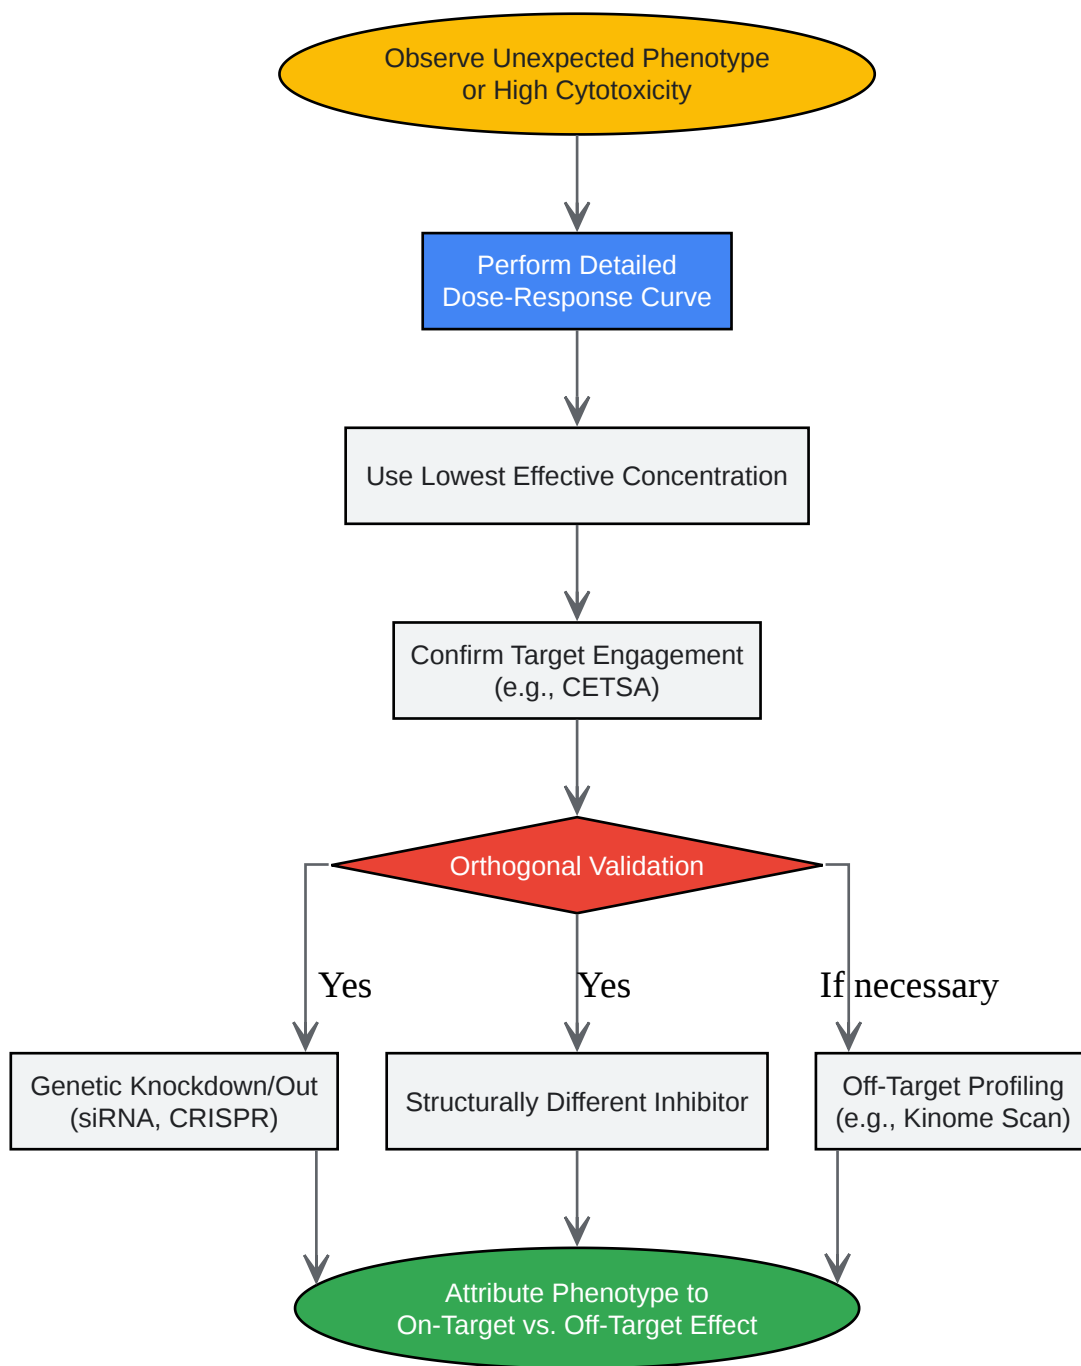 Observe Unexpected Phenotype
or High Cytotoxicity
Perform Detailed
Dose-Response Curve
Use Lowest Effective Concentration
Confirm Target Engagement
(e.g., CETSA)
Orthogonal Validation
Yes
Yes
If necessary
Genetic Knockdown/Out
(siRNA, CRISPR)
Structurally Different Inhibitor
Off-Target Profiling
(e.g., Kinome Scan)
Attribute Phenotype to
On-Target vs. Off-Target Effect